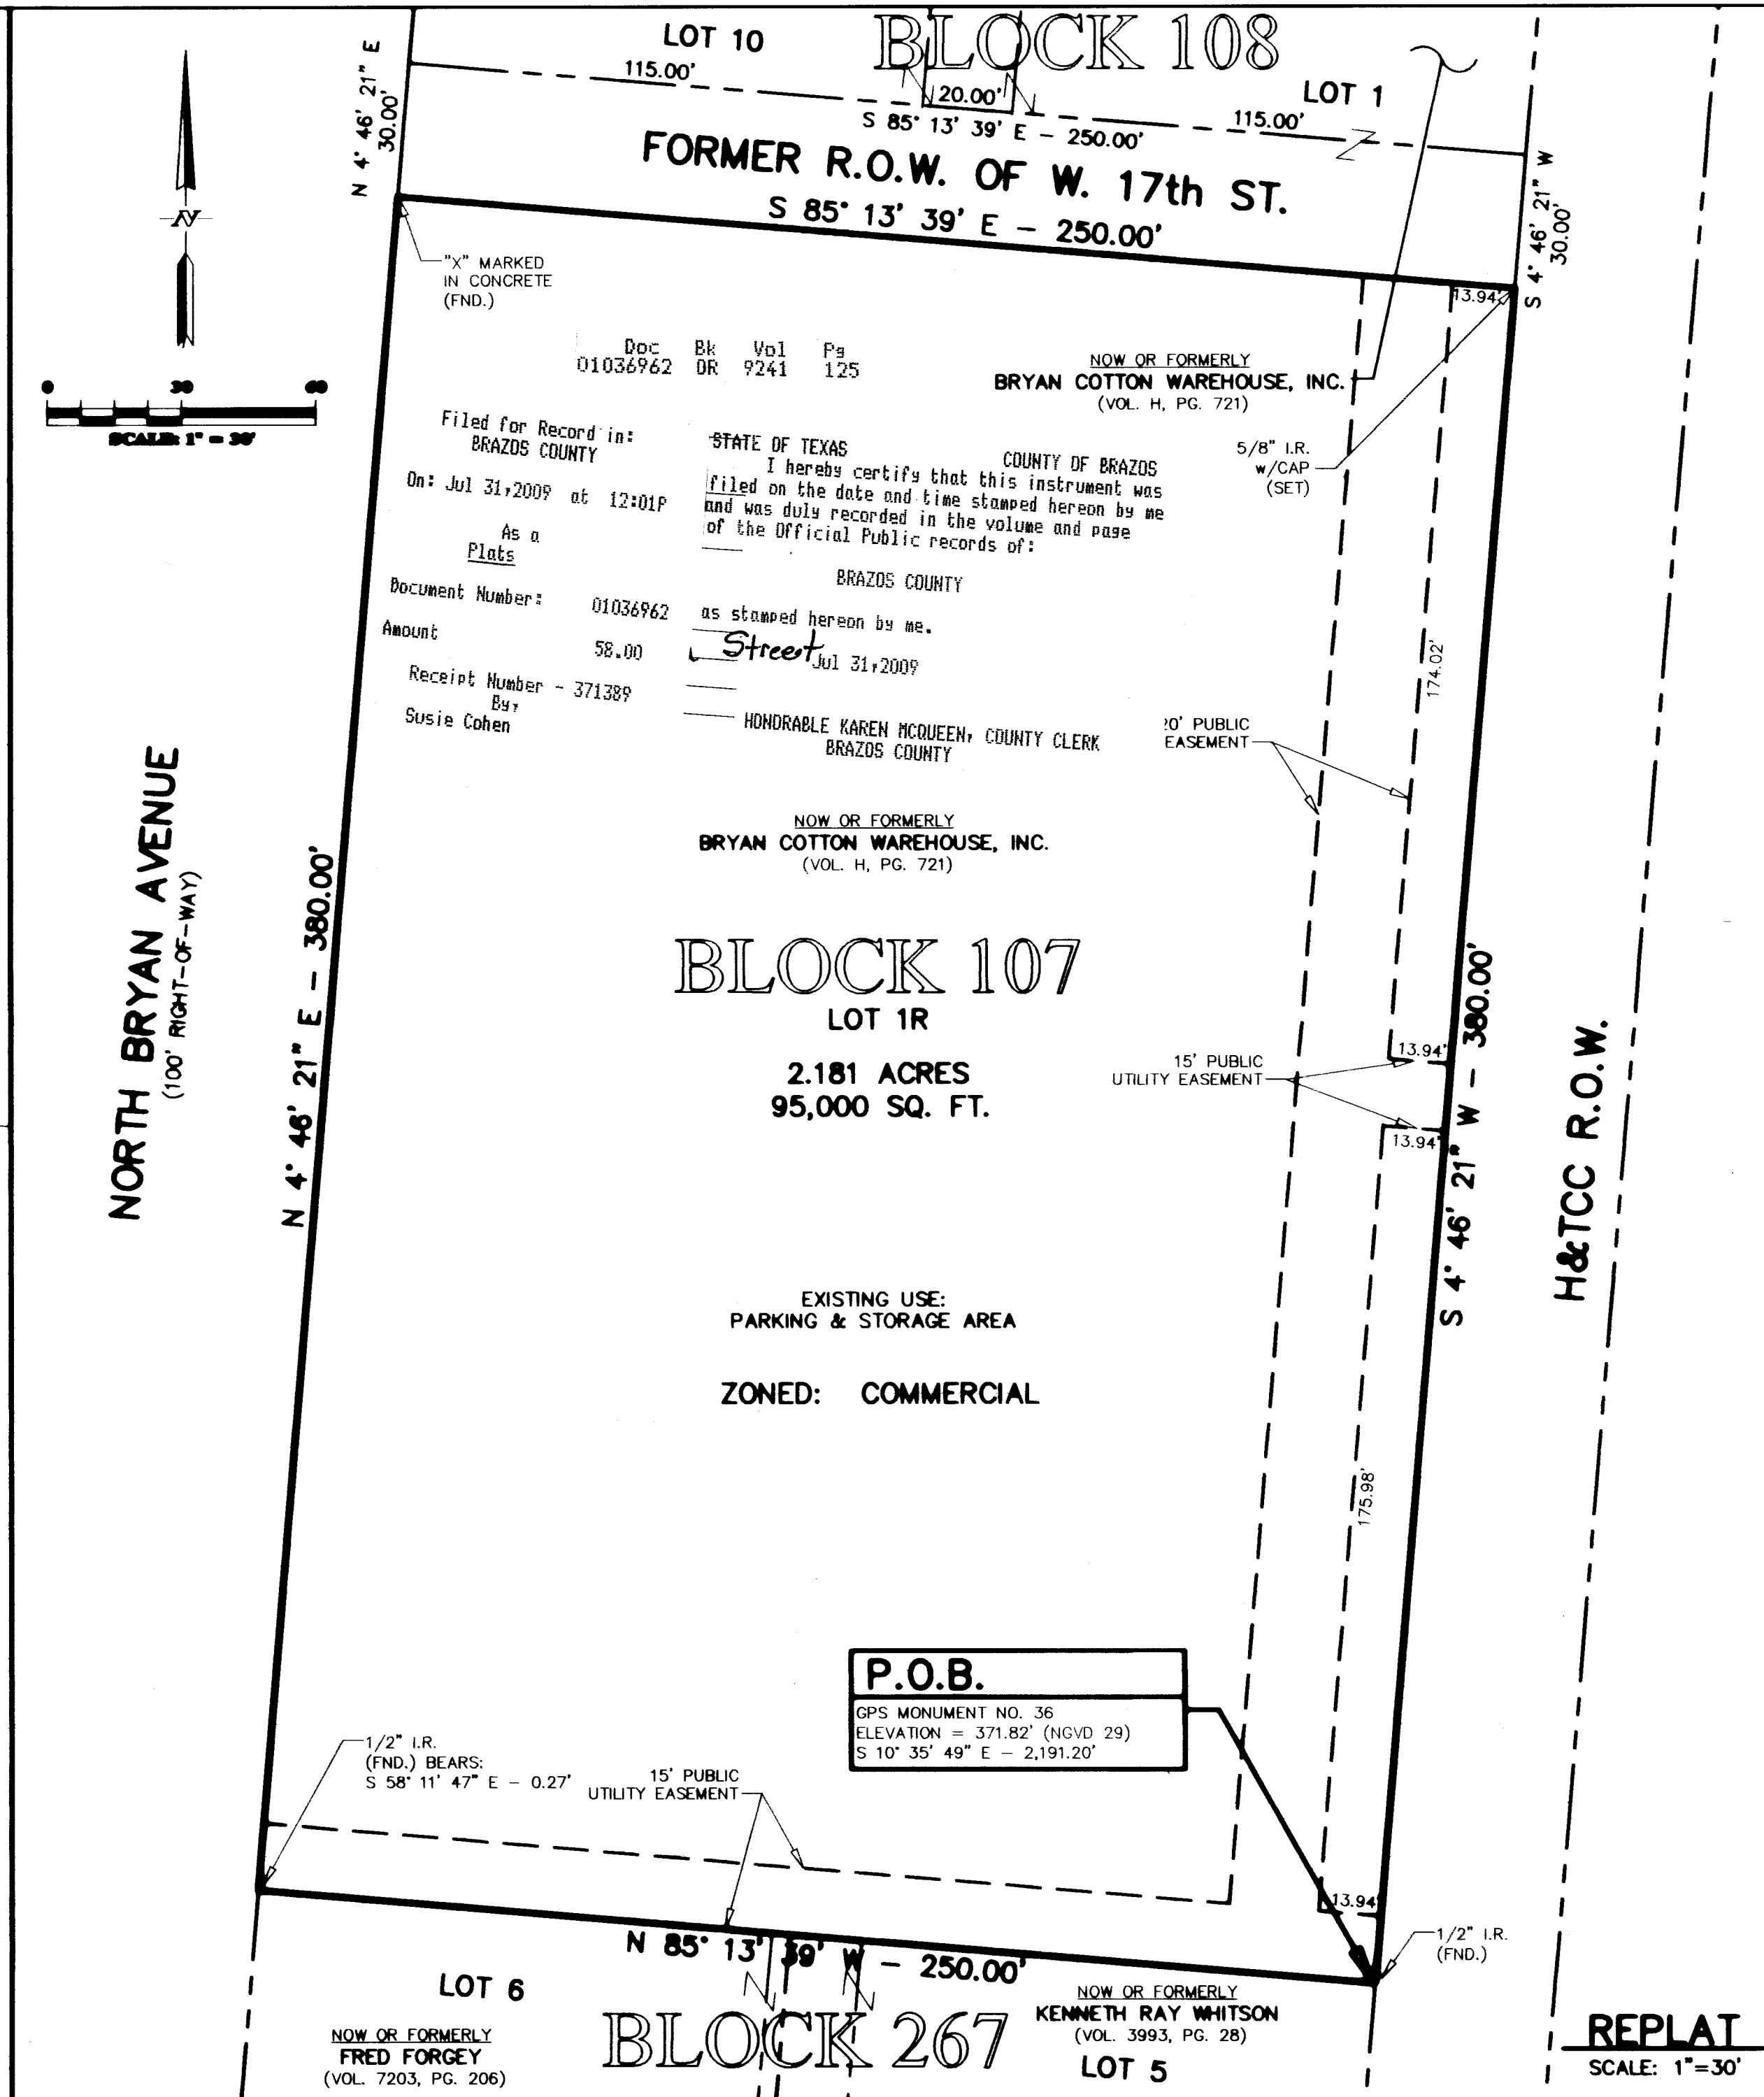 LOT 10
BLOCK 108
115.00'
20.00'
LOT 1
115.00'
S 85° 13' 39' E - 250.00'
N 4° 46' 21" E
30.00'
FORMER R.O.W. OF W. 17th ST.
S 85° 13' 39' E - 250.00'
S 4° 46' 21" W
30.00'
N
0 30 60
SCALE: 1" = 30'
"X" MARKED
IN CONCRETE
(FND.)
13.94'
Doc Bk Vol Pg
01036962 OR 9241 125
NOW OR FORMERLY
BRYAN COTTON WAREHOUSE, INC.
(VOL. H, PG. 721)
5/8" I.R.
W/CAP
(SET)
Filed for Record in:
BRAZOS COUNTY
On: Jul 31,2009 at 12:01P
As a
Plats
Document Number: 01036962
Amount 58.00
Receipt Number - 371389
By,
Susie Cohen
STATE OF TEXAS COUNTY OF BRAZOS
I hereby certify that this instrument was
filed on the date and time stamped hereon by me
and was duly recorded in the volume and page
of the Official Public records of:
BRAZOS COUNTY
as stamped hereon by me.
Street
Jul 31,2009
HONORABLE KAREN MCQUEEN, COUNTY CLERK
BRAZOS COUNTY
174.02'
20' PUBLIC
EASEMENT
NOW OR FORMERLY
BRYAN COTTON WAREHOUSE, INC.
(VOL. H, PG. 721)
NORTH BRYAN AVENUE
(100' RIGHT-OF-WAY)
N 4° 46' 21" E - 380.00'
BLOCK 107
LOT 1R
2.181 ACRES
95,000 SQ. FT.
15' PUBLIC
UTILITY EASEMENT
13.94'
13.94'
S 4° 46' 21" W - 380.00'
H&TCC R.O.W.
EXISTING USE:
PARKING & STORAGE AREA
ZONED: COMMERCIAL
175.98'
P.O.B.
GPS MONUMENT NO. 36
ELEVATION = 371.82' (NGVD 29)
S 10° 35' 49" E - 2,191.20'
1/2" I.R.
(FND.) BEARS:
S 58° 11' 47" E - 0.27'
15' PUBLIC
UTILITY EASEMENT
13.94'
1/2" I.R.
(FND.)
N 85° 13' 39' W - 250.00'
LOT 6
NOW OR FORMERLY
FRED FORGEY
(VOL. 7203, PG. 206)
BLOCK 267
NOW OR FORMERLY
KENNETH RAY WHITSON
(VOL. 3993, PG. 28)
LOT 5
REPLAT
SCALE: 1"=30'